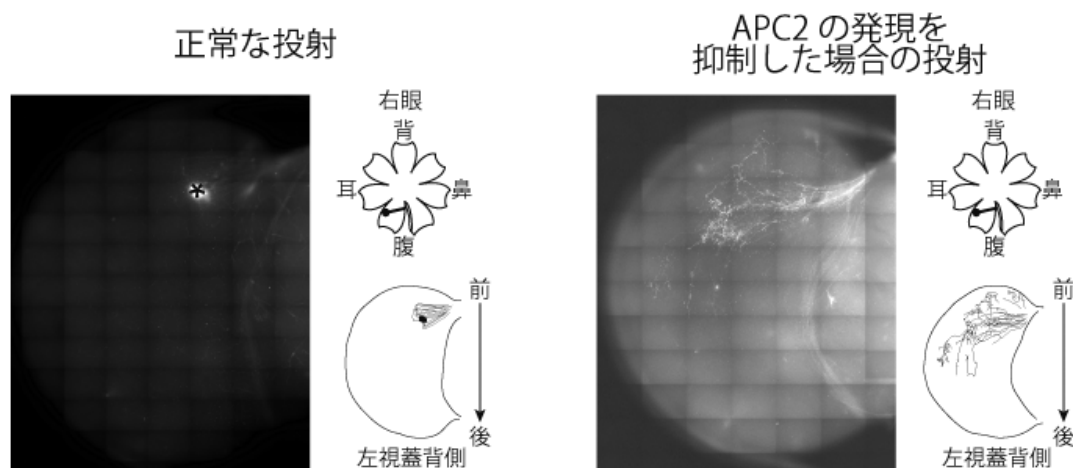 正常な投射
右眼
背
耳
鼻
腹
前
後
左視蓋背側
APC2 の発現を
抑制した場合の投射
右眼
背
耳
鼻
腹
前
後
左視蓋背側